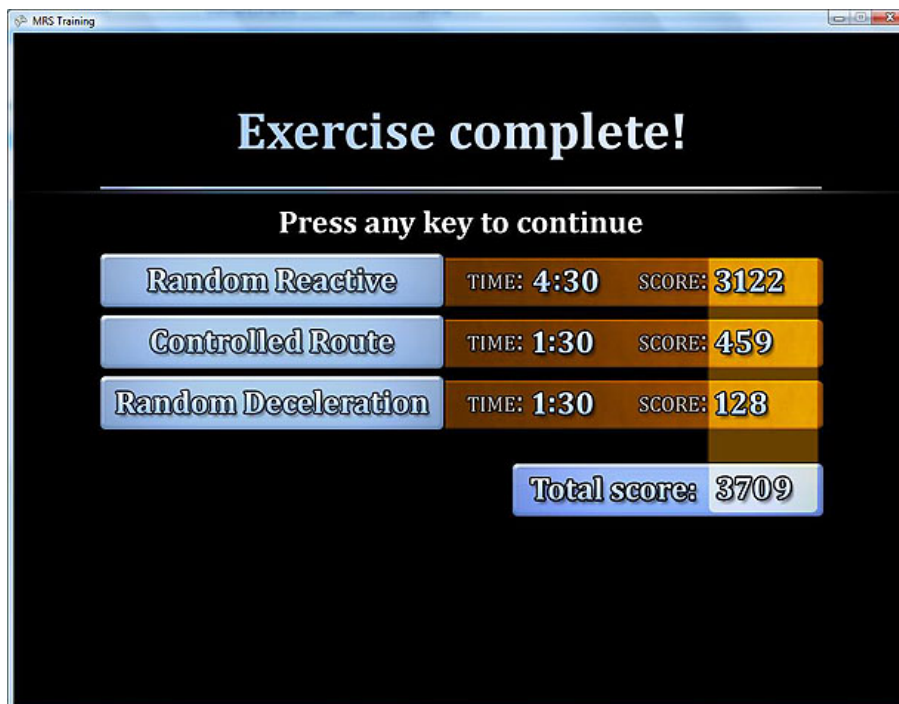 MRS Training
Exercise complete!
Press any key to continue
Random Reactive TIME: 4:30 SCORE: 3122
Controlled Route TIME: 1:30 SCORE: 459
Random Deceleration TIME: 1:30 SCORE: 128
Total score: 3709